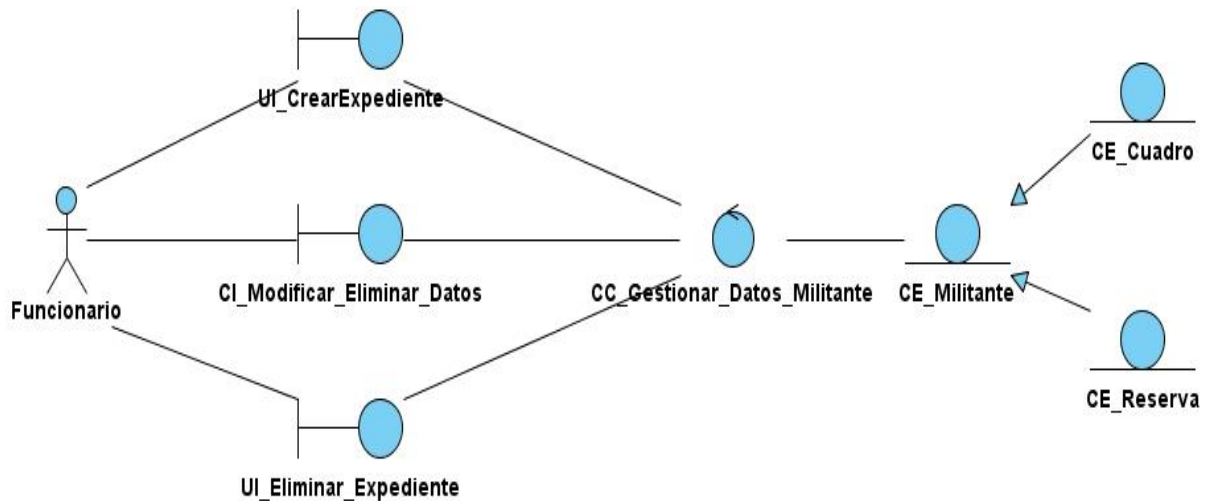 UI_CrearExpediente
CE_Cuadro
Funcionario
CI_Modificar_Eliminar_Datos
CC_Gestionar_Datos_Militante
CE_Militante
CE_Reserva
UI_Eliminar_Expediente